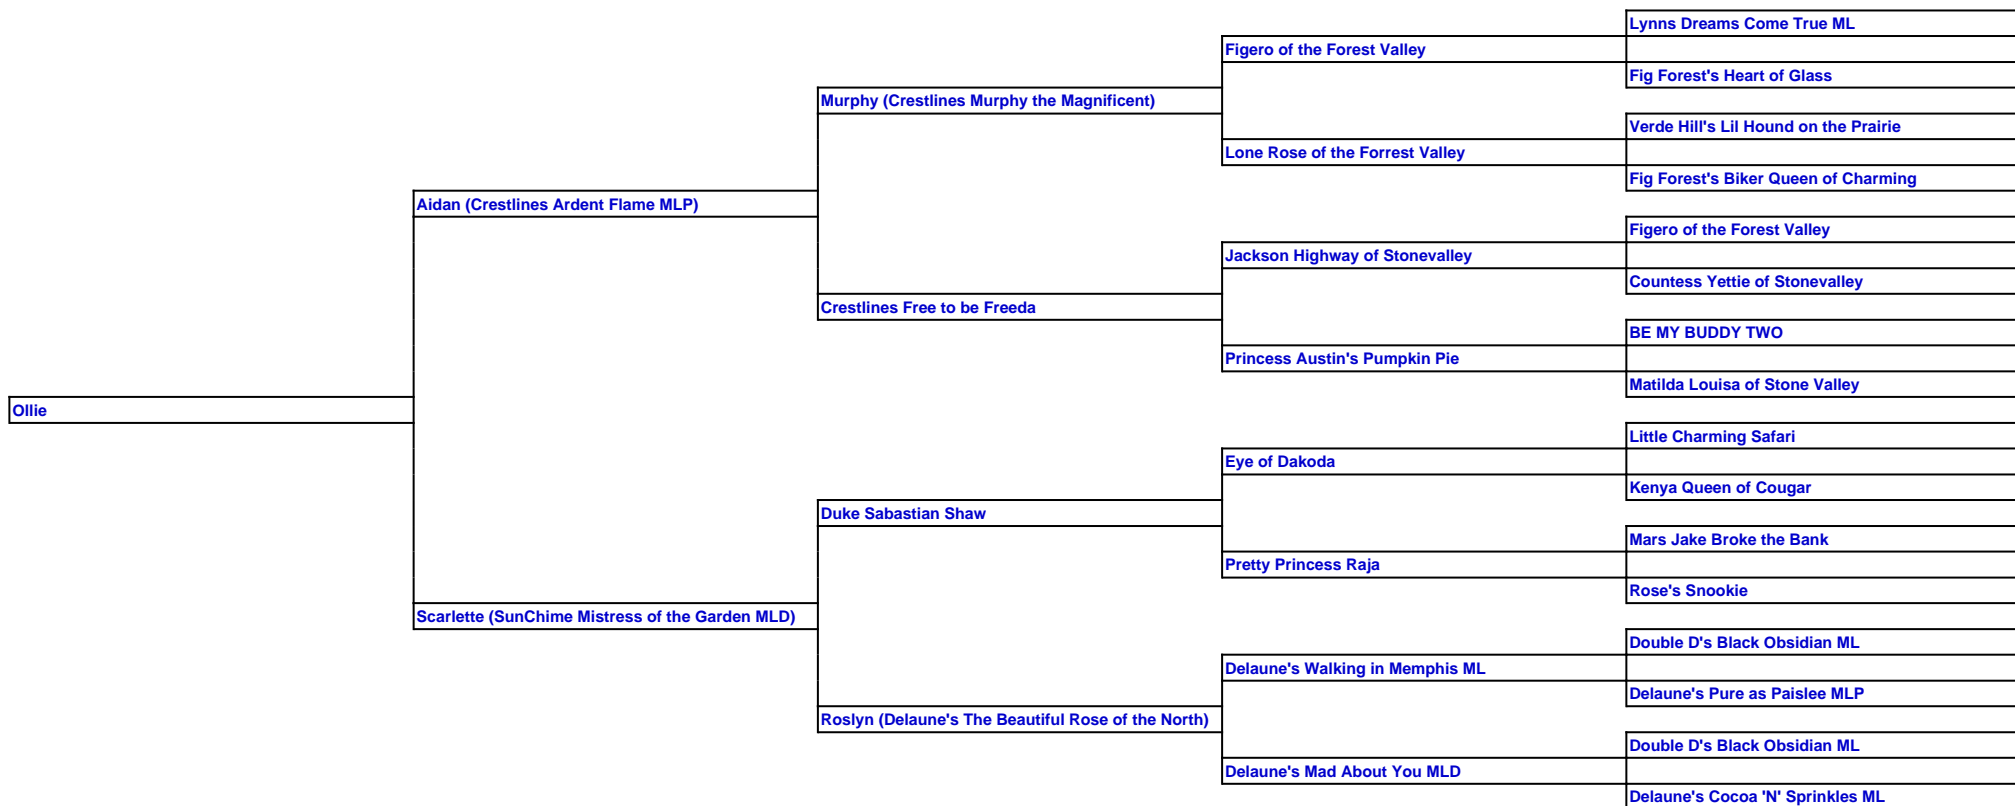 Lynns Dreams Come True ML
Figero of the Forest Valley
Fig Forest's Heart of Glass
Murphy (Crestlines Murphy the Magnificent)
Verde Hill's Lil Hound on the Prairie
Lone Rose of the Forrest Valley
Fig Forest's Biker Queen of Charming
Aidan (Crestlines Ardent Flame MLP)
Figero of the Forest Valley
Jackson Highway of Stonevalley
Countess Yettie of Stonevalley
Crestlines Free to be Freeda
BE MY BUDDY TWO
Princess Austin's Pumpkin Pie
Matilda Louisa of Stone Valley
Ollie
Little Charming Safari
Eye of Dakoda
Kenya Queen of Cougar
Duke Sabastian Shaw
Mars Jake Broke the Bank
Pretty Princess Raja
Rose's Snookie
Scarlette (SunChime Mistress of the Garden MLD)
Double D's Black Obsidian ML
Delaune's Walking in Memphis ML
Delaune's Pure as Paislee MLP
Roslyn (Delaune's The Beautiful Rose of the North)
Double D's Black Obsidian ML
Delaune's Mad About You MLD
Delaune's Cocoa 'N' Sprinkles ML